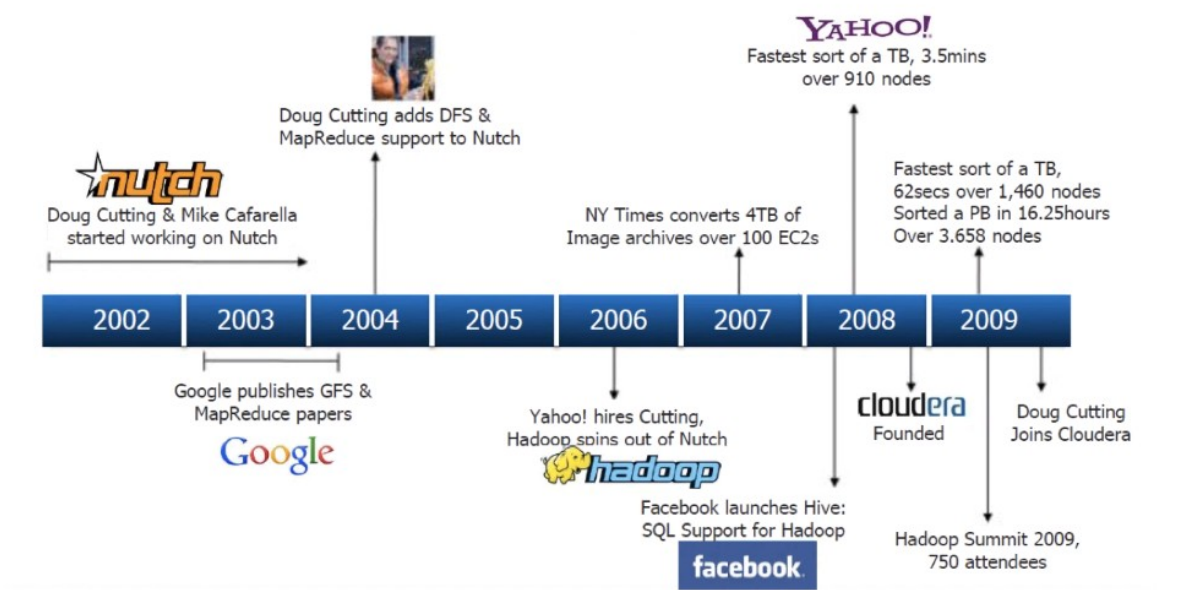 YAHOO!
Fastest sort of a TB, 3.5mins
over 910 nodes
Doug Cutting adds DFS &
MapReduce support to Nutch
nutch
Doug Cutting & Mike Cafarella
started working on Nutch
NY Times converts 4TB of
Image archives over 100 EC2s
Fastest sort of a TB,
62secs over 1,460 nodes
Sorted a PB in 16.25hours
Over 3.658 nodes
2002 2003 2004 2005 2006 2007 2008 2009
Google publishes GFS &
MapReduce papers
Google
Yahoo! hires Cutting,
Hadoop spins out of Nutch
hadoop
Facebook launches Hive:
SQL Support for Hadoop
facebook.
cloudera
Founded
Doug Cutting
Joins Cloudera
Hadoop Summit 2009,
750 attendees